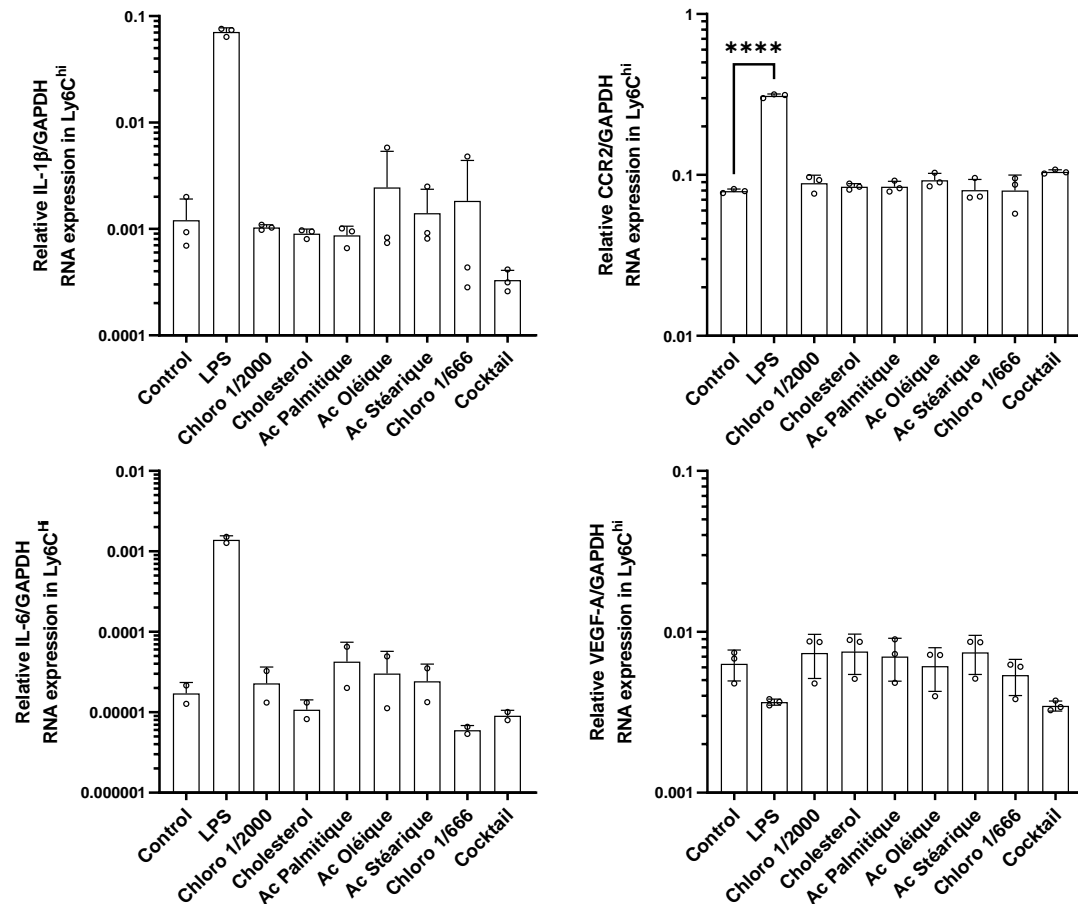 Relative IL-1β/GAPDH
RNA expression in Ly6Chi
0.1
0.01
0.001
0.0001
Control
LPS
Chloro 1/2000
Cholesterol
Ac Palmitique
Ac Oléique
Ac Stéarique
Chloro 1/666
Cocktail
Relative CCR2/GAPDH
RNA expression in Ly6Chi
1
0.1
0.01
****
Control
LPS
Chloro 1/2000
Cholesterol
Ac Palmitique
Ac Oléique
Ac Stéarique
Chloro 1/666
Cocktail
Relative IL-6/GAPDH
RNA expression in Ly6CH
0.01
0.001
0.0001
0.00001
0.000001
Control
LPS
Chloro 1/2000
Cholesterol
Ac Palmitique
Ac Oléique
Ac Stéarique
Chloro 1/666
Cocktail
Relative VEGF-A/GAPDH
RNA expression in Ly6Chi
0.1
0.01
0.001
Control
LPS
Chloro 1/2000
Cholesterol
Ac Palmitique
Ac Oléique
Ac Stéarique
Chloro 1/666
Cocktail